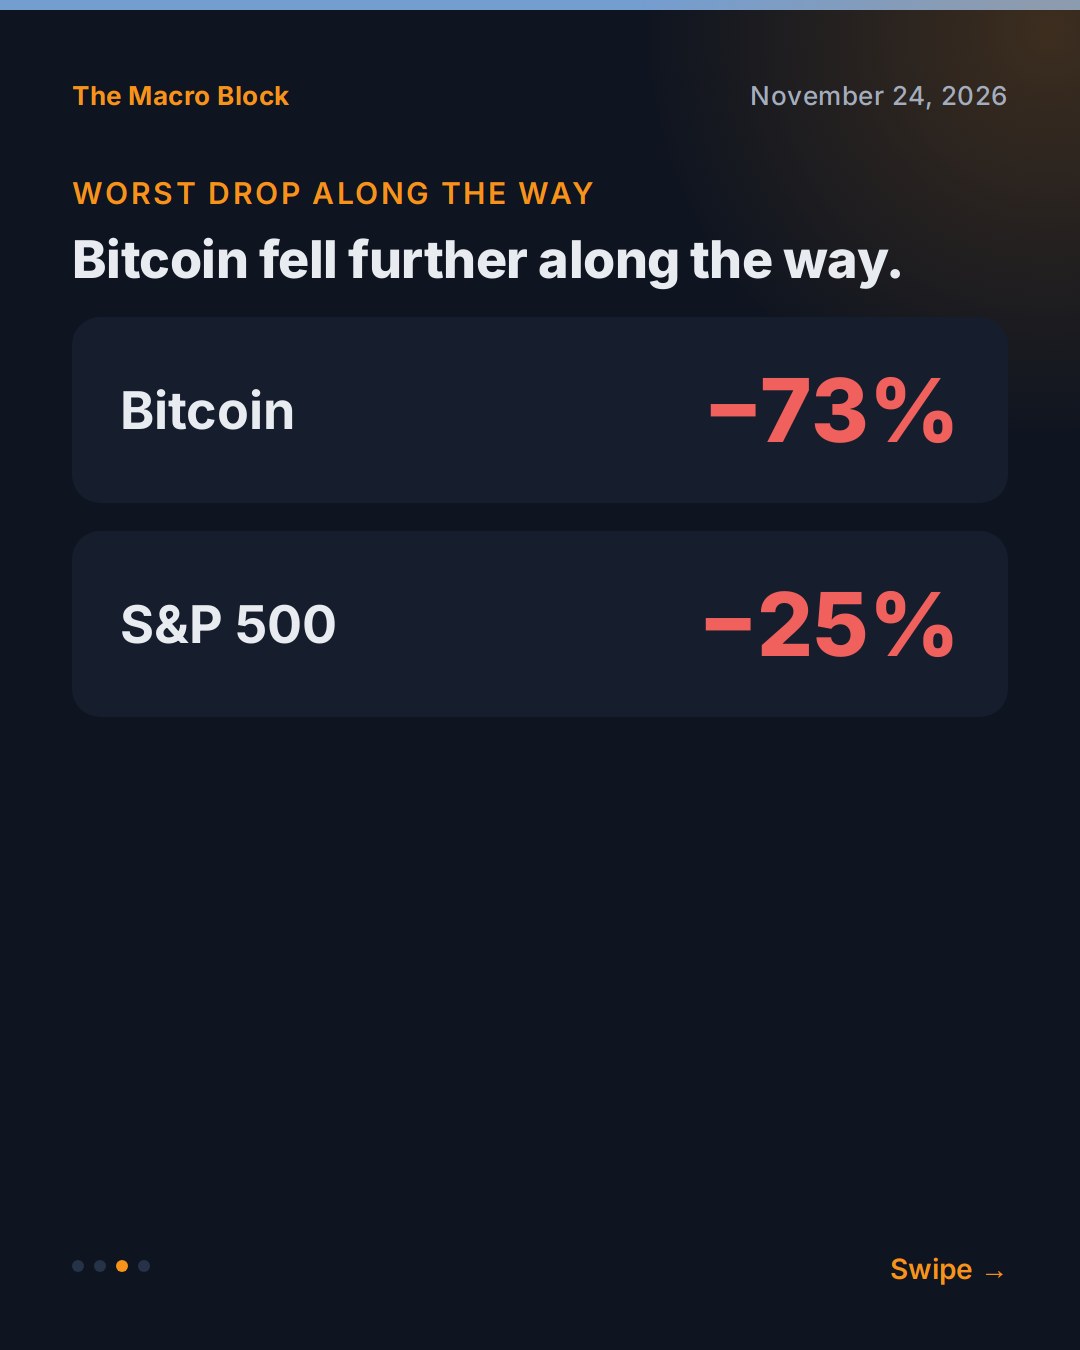 The Macro Block
November 24, 2026
WORST DROP ALONG THE WAY
Bitcoin fell further along the way.
Bitcoin
−73%
S&P 500
−25%
Swipe →